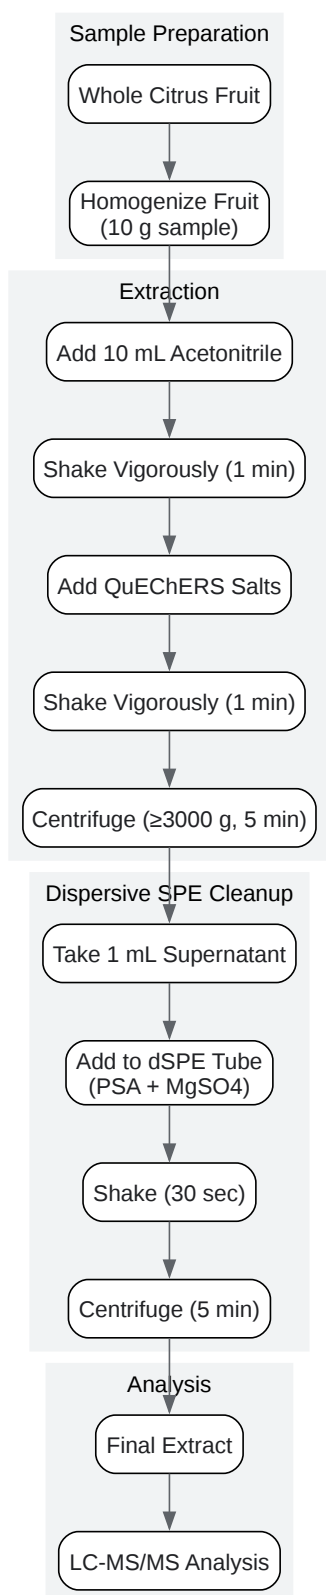 Sample Preparation
Whole Citrus Fruit
Homogenize Fruit
(10 g sample)
Extraction
Add 10 mL Acetonitrile
Shake Vigorously (1 min)
Add QuEChERS Salts
Shake Vigorously (1 min)
Centrifuge (≥3000 g, 5 min)
Dispersive SPE Cleanup
Take 1 mL Supernatant
Add to dSPE Tube
(PSA + MgSO4)
Shake (30 sec)
Centrifuge (5 min)
Analysis
Final Extract
LC-MS/MS Analysis